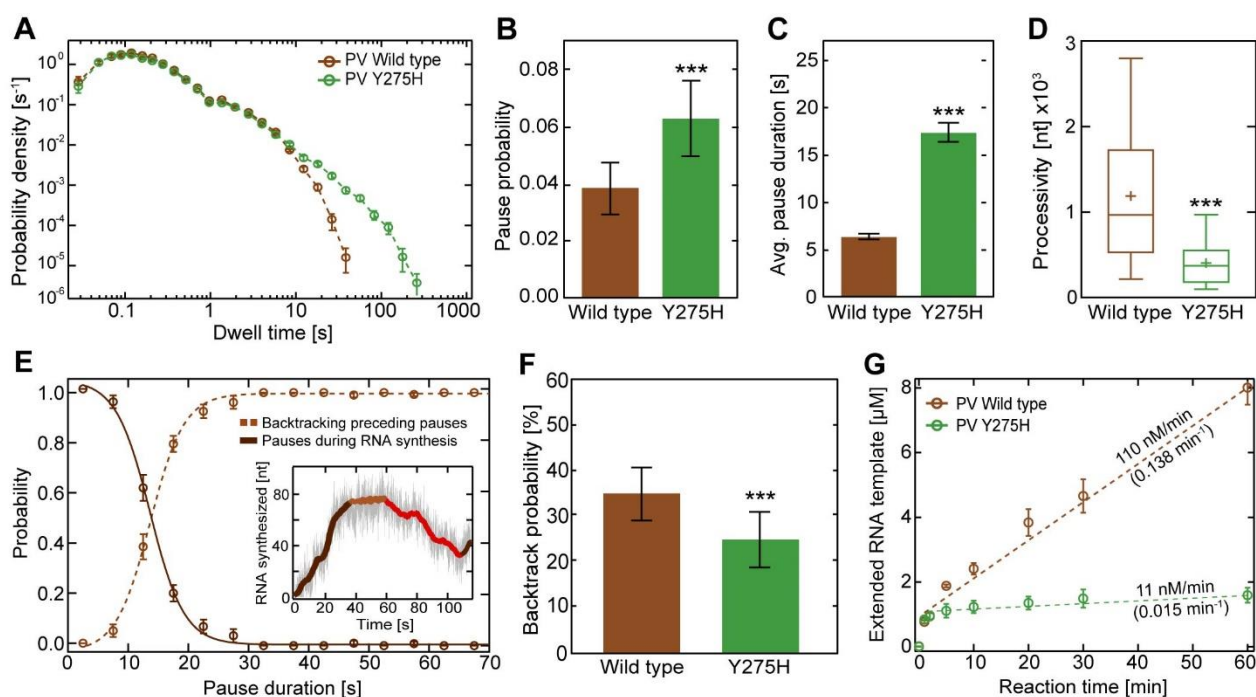 A
Probability density [s⁻¹]
10⁰
10⁻¹
10⁻²
10⁻³
10⁻⁴
10⁻⁵
10⁻⁶
PV Wild type
PV Y275H
0.1 1 10 100 1000
Dwell time [s]
B
Pause probability
0.08
0.06
0.04
0.02
0.00
***
Wild type Y275H
C
Avg. pause duration [s]
25
20
15
10
5
0
***
Wild type Y275H
D
Processivity [nt] x10³
3
2
1
0
***
Wild type Y275H
E
Probability
1.0
0.8
0.6
0.4
0.2
0.0
Backtracking preceding pauses
Pauses during RNA synthesis
RNA synthesized [nt]
80
40
0
0 20 40 60 80 100
Time [s]
0 10 20 30 40 50 60 70
Pause duration [s]
F
Backtrack probability [%]
60
50
40
30
20
10
0
***
Wild type Y275H
G
Extended RNA template [µM]
8
6
4
2
0
PV Wild type
PV Y275H
110 nM/min
(0.138 min⁻¹)
11 nM/min
(0.015 min⁻¹)
0 10 20 30 40 50 60
Reaction time [min]